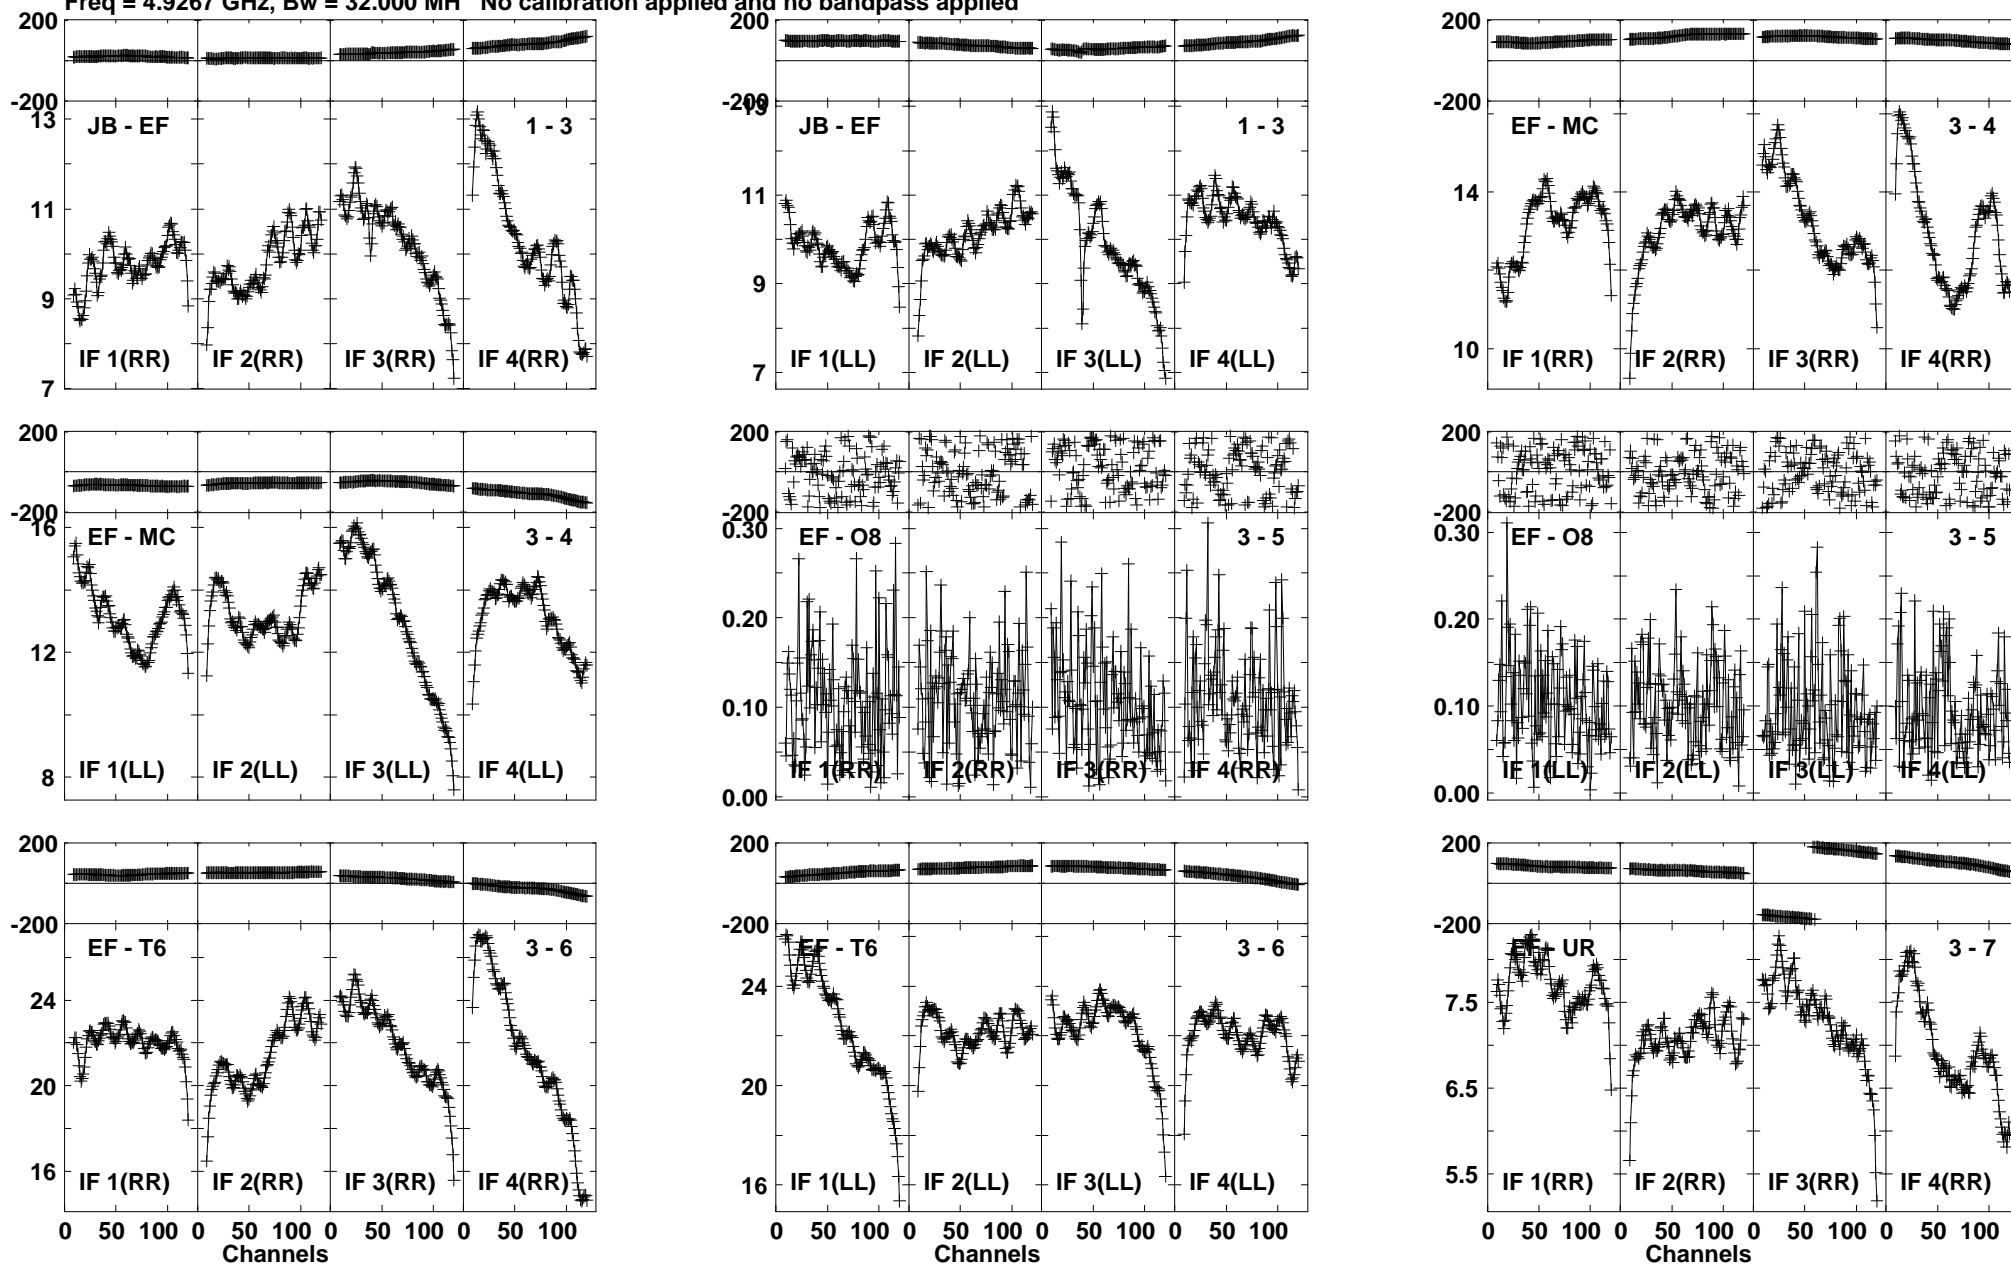 Freq = 4.9267 GHz, Bw = 32.000 MH No calibration applied and no bandpass applied
200 200 200
-200 -200 -200
13 JB - EF 1 - 3 13 JB - EF 1 - 3 EF - MC 3 - 4
11 11 14
9 9 10
7 7
IF 1(RR) IF 2(RR) IF 3(RR) IF 4(RR) IF 1(LL) IF 2(LL) IF 3(LL) IF 4(LL) IF 1(RR) IF 2(RR) IF 3(RR) IF 4(RR)
200 200 200
-200 -200 -200
16 EF - MC 3 - 4 0.30 EF - O8 3 - 5 0.30 EF - O8 3 - 5
12 0.20 0.20
8 0.10 0.10
0.00 0.00
IF 1(LL) IF 2(LL) IF 3(LL) IF 4(LL) IF 1(RR) IF 2(RR) IF 3(RR) IF 4(RR) IF 1(LL) IF 2(LL) IF 3(LL) IF 4(LL)
200 200 200
-200 -200 -200
EF - T6 3 - 6 EF - T6 3 - 6 EF - UR 3 - 7
24 24 7.5
20 20 6.5
16 16 5.5
IF 1(RR) IF 2(RR) IF 3(RR) IF 4(RR) IF 1(LL) IF 2(LL) IF 3(LL) IF 4(LL) IF 1(RR) IF 2(RR) IF 3(RR) IF 4(RR)
0 50 100 0 50 100 0 50 100 0 50 100 0 50 100 0 50 100 0 50 100 0 50 100 0 50 100 0 50 100 0 50 100 0 50 100
Channels Channels Channels